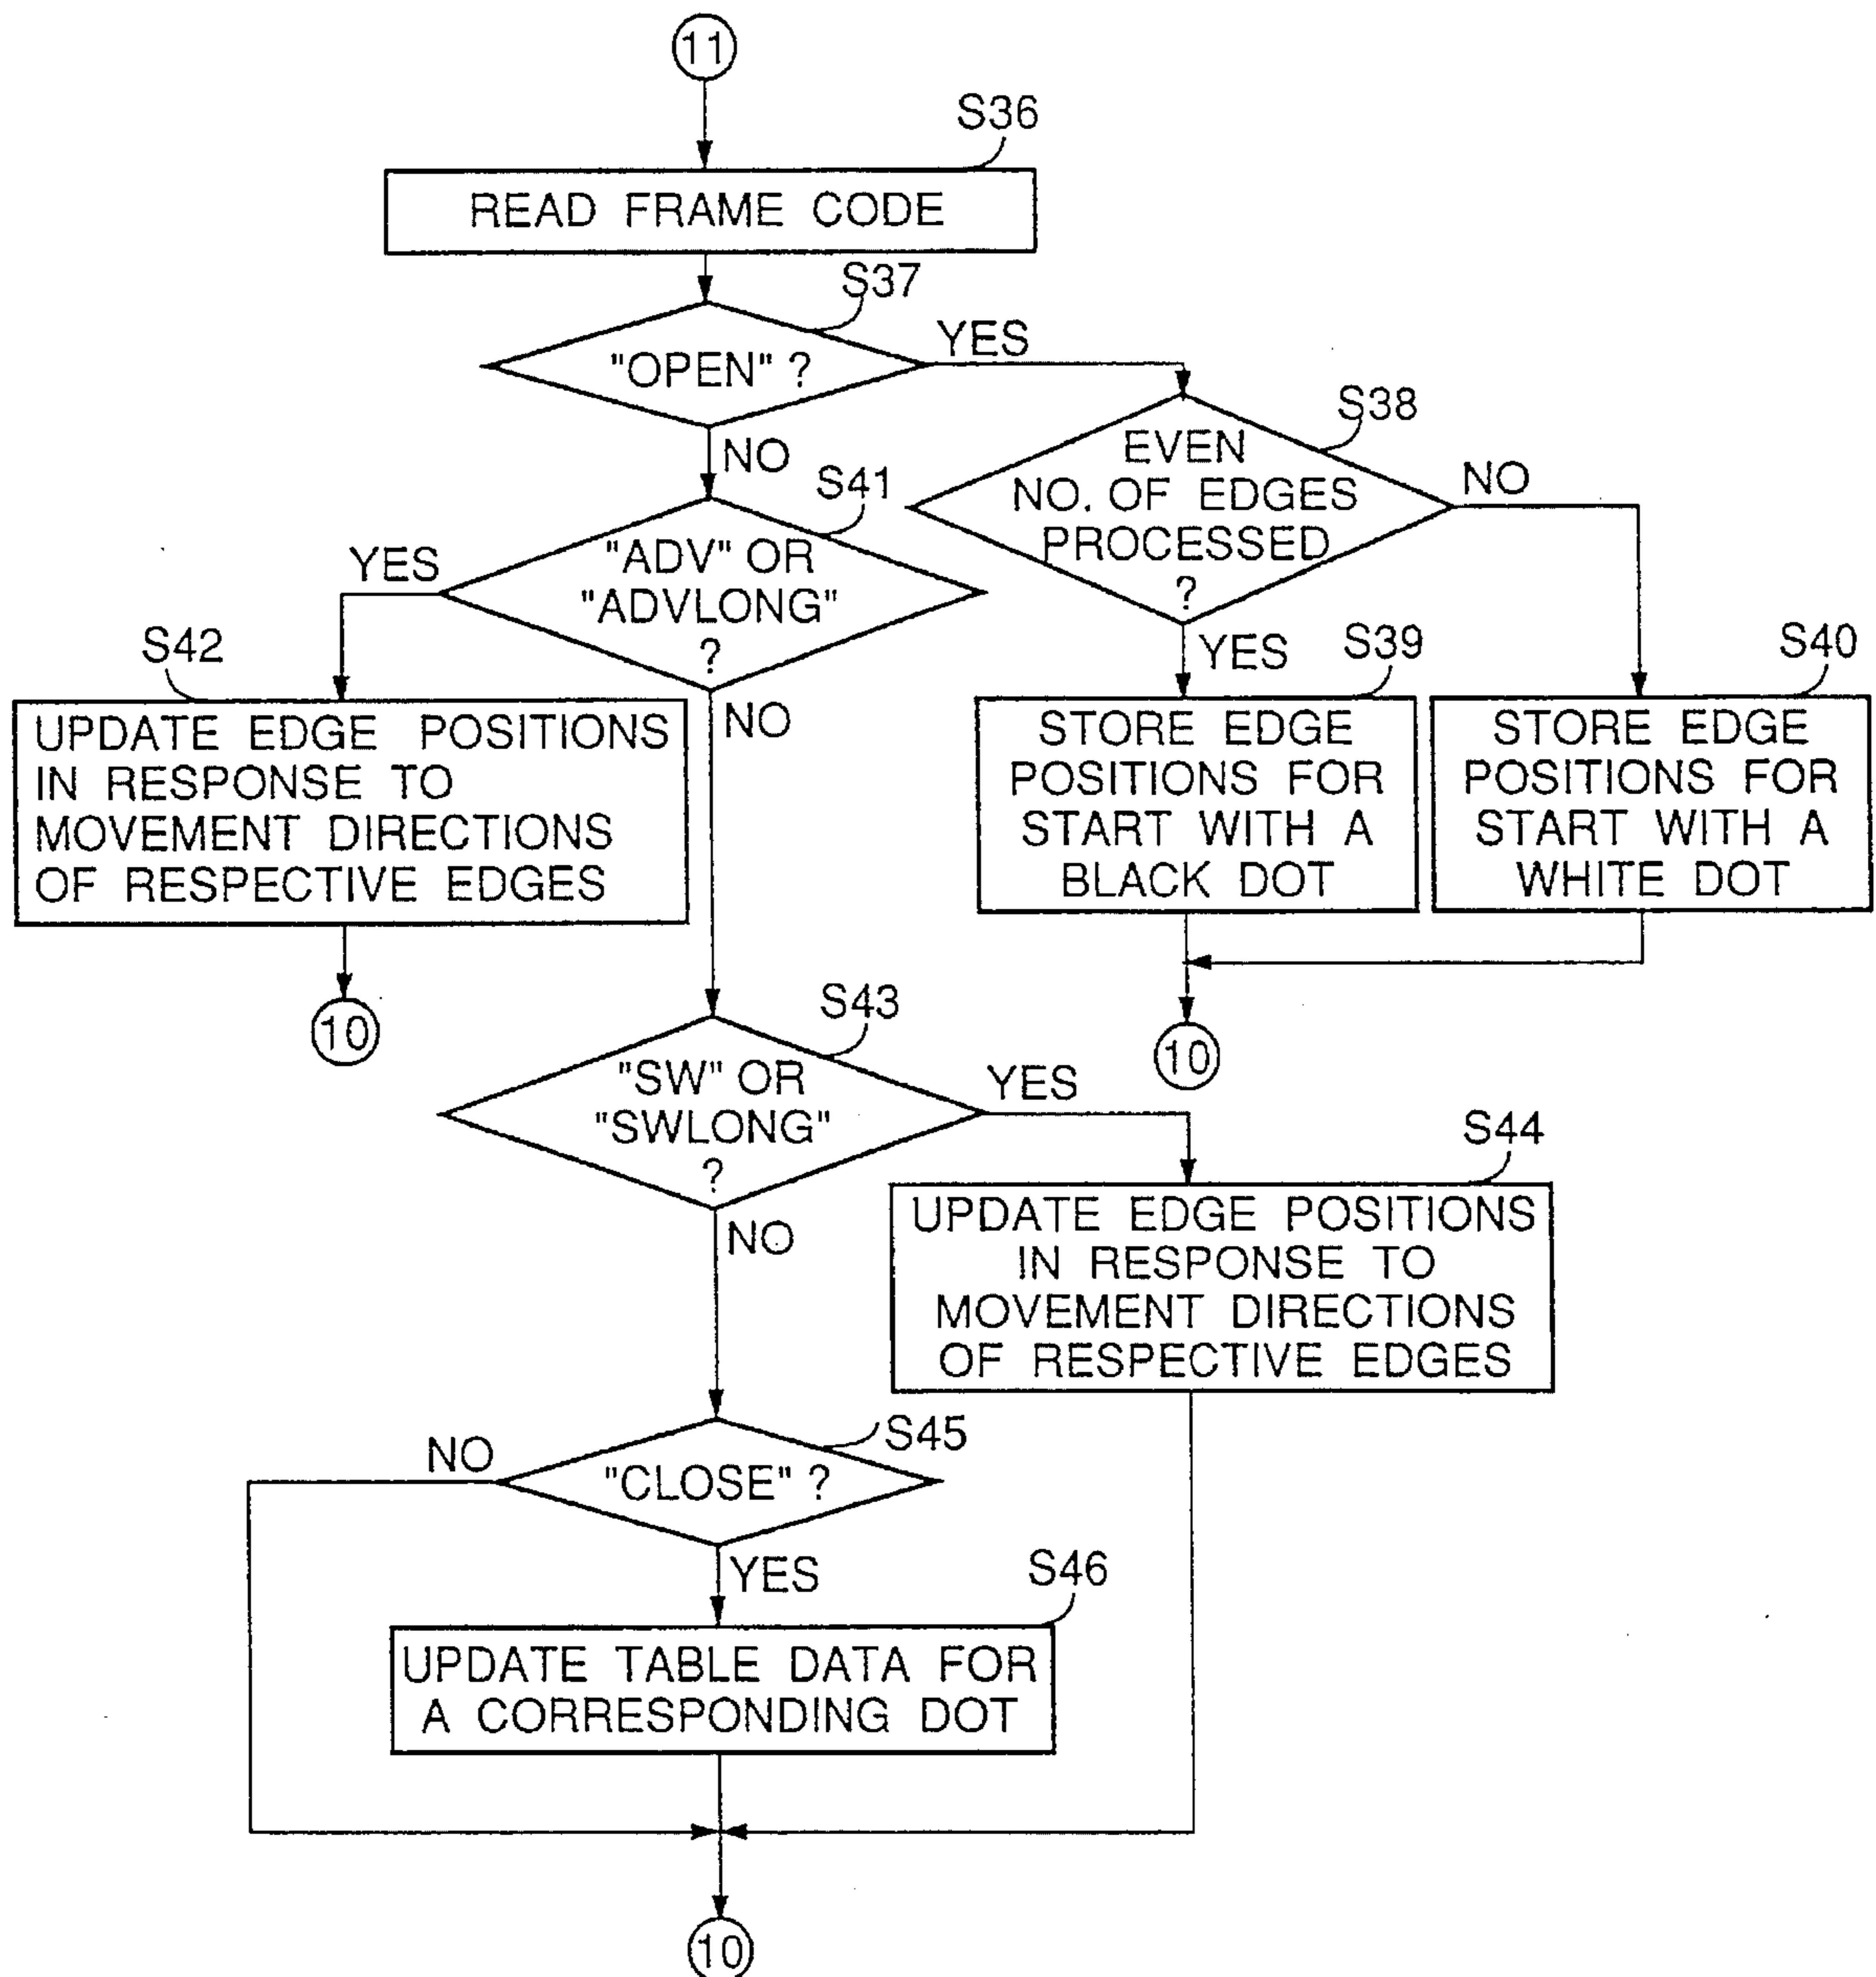 11
S36
READ FRAME CODE
S37
"OPEN" ?
YES
NO
S38
EVEN
NO. OF EDGES
PROCESSED
?
NO
YES
S41
"ADV" OR
"ADVLONG"
?
YES
NO
S42
UPDATE EDGE POSITIONS
IN RESPONSE TO
MOVEMENT DIRECTIONS
OF RESPECTIVE EDGES
10
S39
STORE EDGE
POSITIONS FOR
START WITH A
BLACK DOT
S40
STORE EDGE
POSITIONS FOR
START WITH A
WHITE DOT
10
S43
"SW" OR
"SWLONG"
?
YES
NO
S44
UPDATE EDGE POSITIONS
IN RESPONSE TO
MOVEMENT DIRECTIONS
OF RESPECTIVE EDGES
S45
"CLOSE" ?
NO
YES
S46
UPDATE TABLE DATA FOR
A CORRESPONDING DOT
10